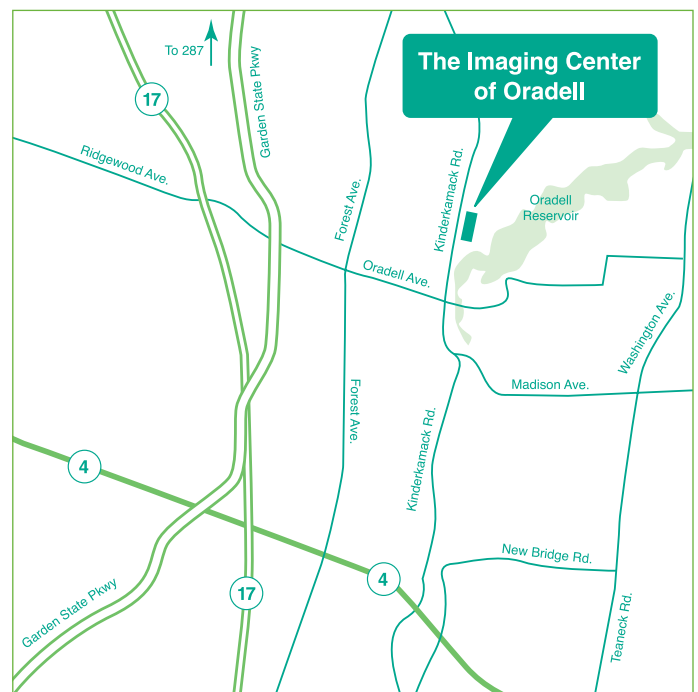 To 287
17
Garden State Pkwy
The Imaging Center
of Oradell
Ridgewood Ave.
Forest Ave.
Kinderkamack Rd.
Oradell
Reservoir
Oradell Ave.
Washington Ave.
Madison Ave.
Forest Ave.
Kinderkamack Rd.
4
New Bridge Rd.
4
17
Garden State Pkwy
Teaneck Rd.